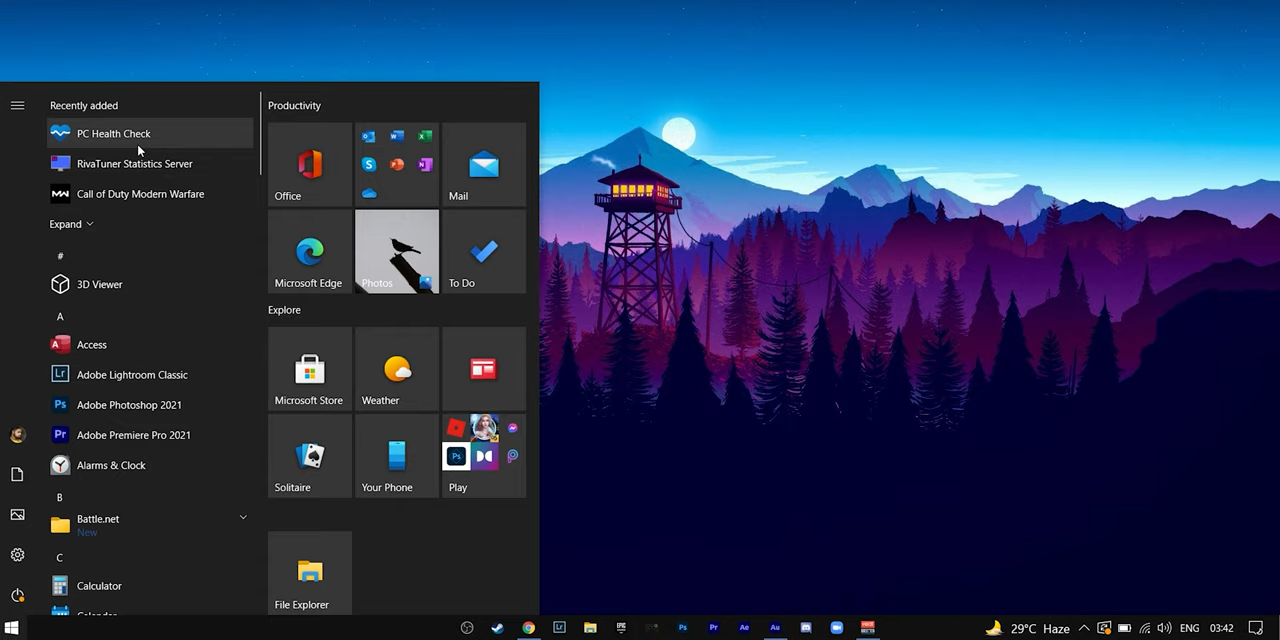 Recently added
PC Health Check
RivaTuner Statistics Server
Call of Duty Modern Warfare
Expand
#
3D Viewer
A
Access
Adobe Lightroom Classic
Adobe Photoshop 2021
Adobe Premiere Pro 2021
Alarms & Clock
B
Battle.net
New
C
Calculator
Calendar
Productivity
Office
Mail
Microsoft Edge
Photos
To Do
Explore
Microsoft Store
Weather
Solitaire
Your Phone
Play
File Explorer
29°C Haze
ENG
03:42